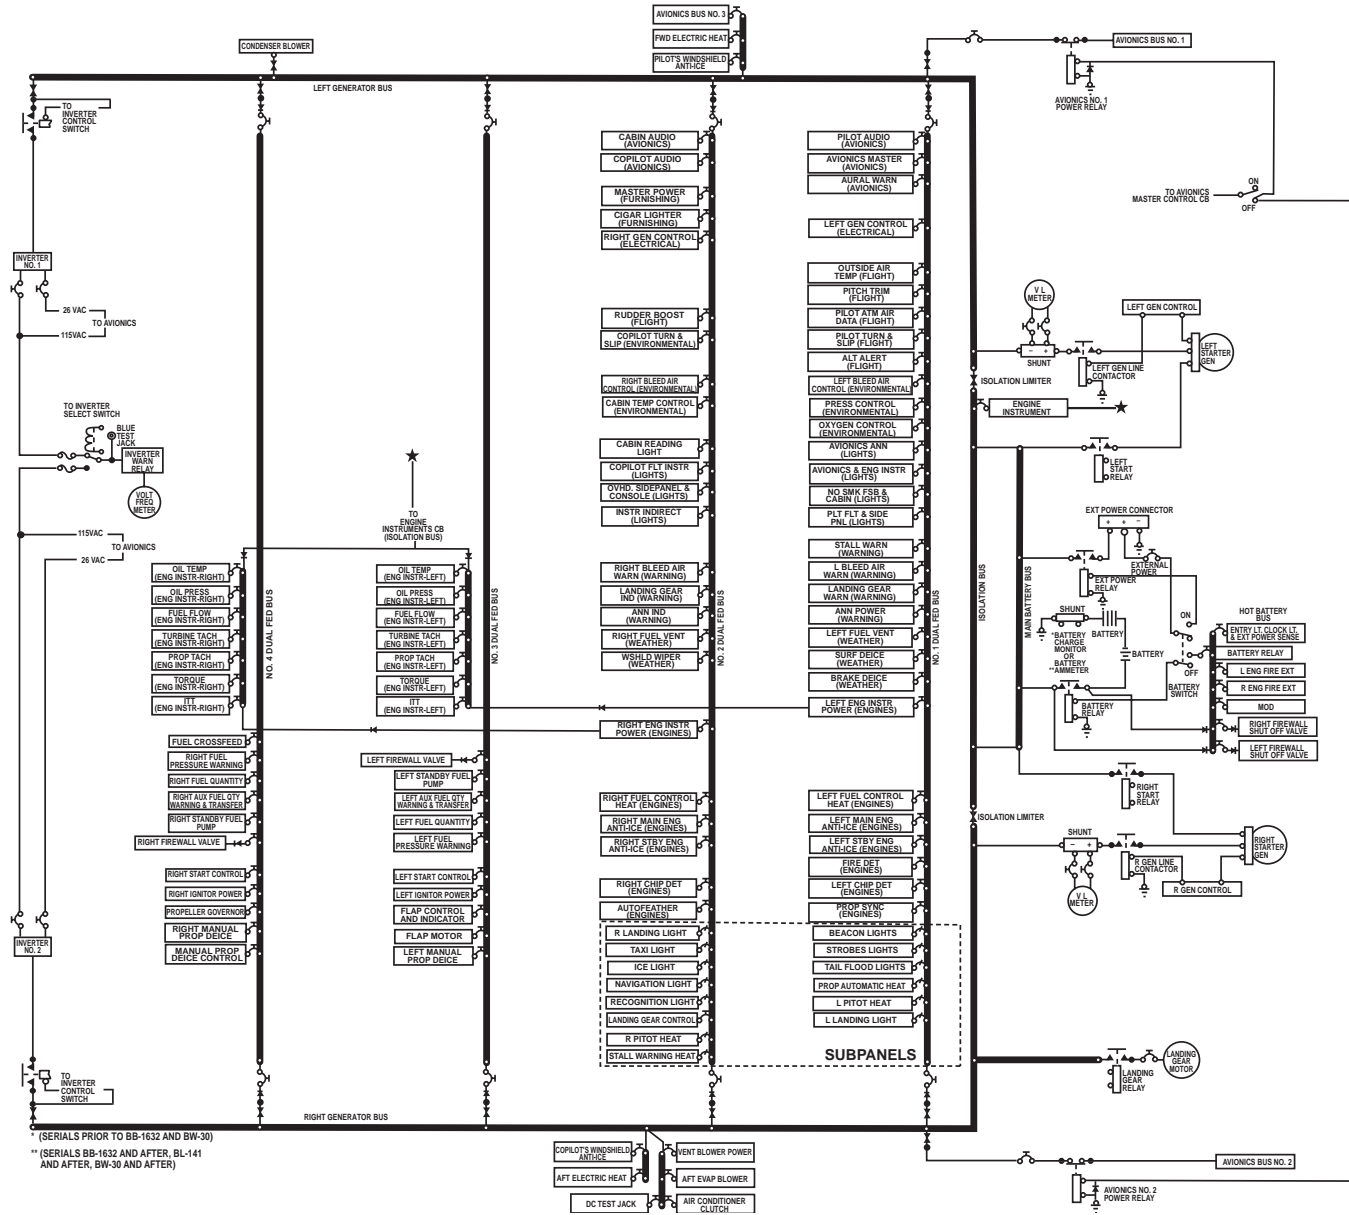 AVIONICS BUS NO. 3
FWD ELECTRIC HEAT
PILOT'S WINDSHIELD
ANTI-ICE
CONDENSER BLOWER
LEFT GENERATOR BUS
AVIONICS BUS NO. 1
AVIONICS NO. 1
POWER RELAY
TO
INVERTER
CONTROL
SWITCH
INVERTER
NO. 1
26 VAC
TO AVIONICS
115VAC
TO INVERTER
SELECT SWITCH
BLUE
TEST
JACK
INVERTER
WARN
RELAY
VOLT
FREQ
METER
115VAC
TO AVIONICS
26 VAC
INVERTER
NO. 2
TO
INVERTER
CONTROL
SWITCH
OIL TEMP
(ENG INSTR-RIGHT)
OIL PRESS
(ENG INSTR-RIGHT)
FUEL FLOW
(ENG INSTR-RIGHT)
TURBINE TACH
(ENG INSTR-RIGHT)
PROP TACH
(ENG INSTR-RIGHT)
TORQUE
(ENG INSTR-RIGHT)
ITT
(ENG INSTR-RIGHT)
FUEL CROSSFEED
RIGHT FUEL
PRESSURE WARNING
RIGHT FUEL QUANTITY
RIGHT AUX FUEL QTY
WARNING & TRANSFER
RIGHT STANDBY FUEL
PUMP
RIGHT FIREWALL VALVE
RIGHT START CONTROL
RIGHT IGNITOR POWER
PROPELLER GOVERNOR
RIGHT MANUAL
PROP DEICE
MANUAL PROP
DEICE CONTROL
NO. 4 DUAL FED BUS
TO
ENGINE
INSTRUMENTS CB
(ISOLATION BUS)
OIL TEMP
(ENG INSTR-LEFT)
OIL PRESS
(ENG INSTR-LEFT)
FUEL FLOW
(ENG INSTR-LEFT)
TURBINE TACH
(ENG INSTR-LEFT)
PROP TACH
(ENG INSTR-LEFT)
TORQUE
(ENG INSTR-LEFT)
ITT
(ENG INSTR-LEFT)
LEFT FIREWALL VALVE
LEFT STANDBY FUEL
PUMP
LEFT AUX FUEL QTY
WARNING & TRANSFER
LEFT FUEL QUANTITY
LEFT FUEL
PRESSURE WARNING
LEFT START CONTROL
LEFT IGNITOR POWER
FLAP CONTROL
AND INDICATOR
FLAP MOTOR
LEFT MANUAL
PROP DEICE
NO. 3 DUAL FED BUS
CABIN AUDIO
(AVIONICS)
COPILOT AUDIO
(AVIONICS)
MASTER POWER
(FURNISHING)
CIGAR LIGHTER
(FURNISHING)
RIGHT GEN CONTROL
(ELECTRICAL)
RUDDER BOOST
(FLIGHT)
COPILOT TURN &
SLIP (ENVIRONMENTAL)
RIGHT BLEED AIR
CONTROL (ENVIRONMENTAL)
CABIN TEMP CONTROL
(ENVIRONMENTAL)
CABIN READING
LIGHT
COPILOT FLT INSTR
(LIGHTS)
OVHD. SIDEPANEL &
CONSOLE (LIGHTS)
INSTR INDIRECT
(LIGHTS)
RIGHT BLEED AIR
WARN (WARNING)
LANDING GEAR
IND (WARNING)
ANN IND
(WARNING)
RIGHT FUEL VENT
(WEATHER)
WSHLD WIPER
(WEATHER)
RIGHT ENG INSTR
POWER (ENGINES)
RIGHT FUEL CONTROL
HEAT (ENGINES)
RIGHT MAIN ENG
ANTI-ICE (ENGINES)
RIGHT STBY ENG
ANTI-ICE (ENGINES)
RIGHT CHIP DET
(ENGINES)
AUTOFEATHER
(ENGINES)
R LANDING LIGHT
TAXI LIGHT
ICE LIGHT
NAVIGATION LIGHT
RECOGNITION LIGHT
LANDING GEAR CONTROL
R PITOT HEAT
STALL WARNING HEAT
NO. 2 DUAL FED BUS
PILOT AUDIO
(AVIONICS)
AVIONICS MASTER
(AVIONICS)
AURAL WARN
(AVIONICS)
LEFT GEN CONTROL
(ELECTRICAL)
OUTSIDE AIR
TEMP (FLIGHT)
PITCH TRIM
(FLIGHT)
PILOT ATM AIR
DATA (FLIGHT)
PILOT TURN &
SLIP (FLIGHT)
ALT ALERT
(FLIGHT)
LEFT BLEED AIR
CONTROL (ENVIRONMENTAL)
PRESS CONTROL
(ENVIRONMENTAL)
OXYGEN CONTROL
(ENVIRONMENTAL)
AVIONICS ANN
(LIGHTS)
AVIONICS & ENG INSTR
(LIGHTS)
NO SMK FSB &
CABIN (LIGHTS)
PLT FLT & SIDE
PNL (LIGHTS)
STALL WARN
(WARNING)
L BLEED AIR
WARN (WARNING)
LANDING GEAR
WARN (WARNING)
ANN POWER
(WARNING)
LEFT FUEL VENT
(WEATHER)
SURF DEICE
(WEATHER)
BRAKE DEICE
(WEATHER)
LEFT ENG INSTR
POWER (ENGINES)
LEFT FUEL CONTROL
HEAT (ENGINES)
LEFT MAIN ENG
ANTI-ICE (ENGINES)
LEFT STBY ENG
ANTI-ICE (ENGINES)
FIRE DET
(ENGINES)
LEFT CHIP DET
(ENGINES)
PROP SYNC
(ENGINES)
BEACON LIGHTS
STROBES LIGHTS
TAIL FLOOD LIGHTS
PROP AUTOMATIC HEAT
L PITOT HEAT
L LANDING LIGHT
SUBPANELS
NO. 1 DUAL FED BUS
TO AVIONICS
MASTER CONTROL CB
ON
OFF
V L
METER
- +
SHUNT
LEFT GEN CONTROL
LEFT
STARTER
GEN
LEFT GEN LINE
CONTACTOR
ISOLATION LIMITER
ENGINE
INSTRUMENT
LEFT
START
RELAY
ISOLATION BUS
MAIN BATTERY BUS
EXT POWER CONNECTOR
+ + -
EXTERNAL
POWER
EXT POWER
RELAY
SHUNT
*BATTERY
CHARGE
MONITOR
OR
BATTERY
**AMMETER
BATTERY
BATTERY
ON
OFF
BATTERY
SWITCH
BATTERY
RELAY
HOT BATTERY
BUS
ENTRY LT. CLOCK LT.
& EXT POWER SENSE
BATTERY RELAY
L ENG FIRE EXT
R ENG FIRE EXT
MOD
RIGHT FIREWALL
SHUT OFF VALVE
LEFT FIREWALL
SHUT OFF VALVE
RIGHT
START
RELAY
ISOLATION LIMITER
SHUNT
- +
V L
METER
R GEN LINE
CONTACTOR
R GEN CONTROL
RIGHT
STARTER
GEN
LANDING
GEAR
RELAY
LANDING
GEAR
MOTOR
RIGHT GENERATOR BUS
* (SERIALS PRIOR TO BB-1632 AND BW-30)
** (SERIALS BB-1632 AND AFTER, BL-141
AND AFTER, BW-30 AND AFTER)
COPILOT'S WINDSHIELD
ANTI-ICE
AFT ELECTRIC HEAT
DC TEST JACK
VENT BLOWER POWER
AFT EVAP BLOWER
AIR CONDITIONER
CLUTCH
AVIONICS BUS NO. 2
AVIONICS NO. 2
POWER RELAY